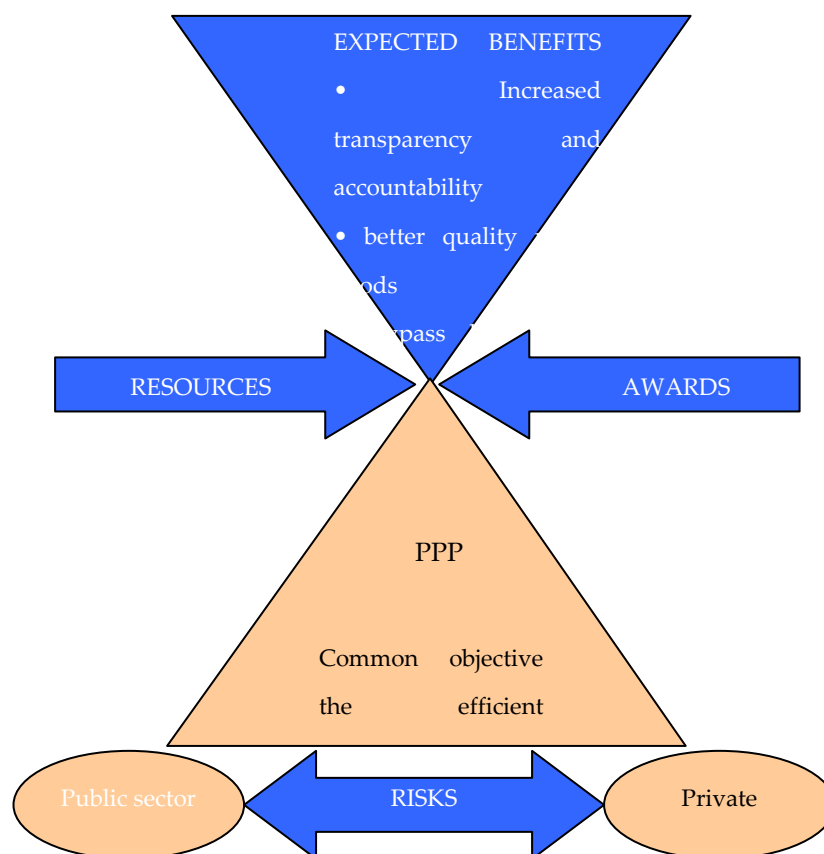 EXPECTED BENEFITS
• Increased
transparency and
accountability
• better quality
RESOURCES
AWARDS
PPP
Common objective
the efficient
Public sector
RISKS
Private